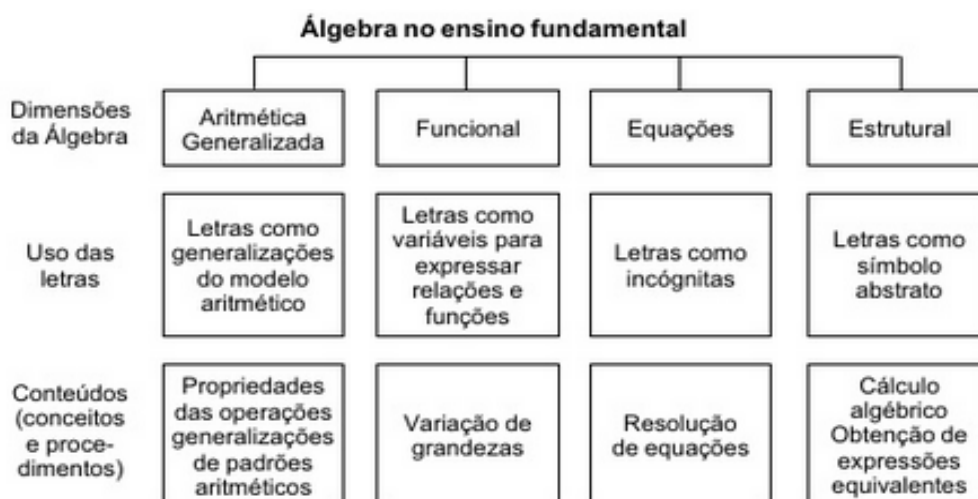 Álgebra no ensino fundamental
Dimensões
da Álgebra
Aritmética
Generalizada
Funcional
Equações
Estrutural
Uso das
letras
Letras como
generalizações
do modelo
aritmético
Letras como
variáveis para
expressar
relações e
funções
Letras como
incógnitas
Letras como
símbolo
abstrato
Conteúdos
(conceitos
e proce-
dimentos)
Propriedades
das operações
generalizações
de padrões
aritméticos
Variação de
grandezas
Resolução
de equações
Cálculo
algébrico
Obtenção de
expressões
equivalentes